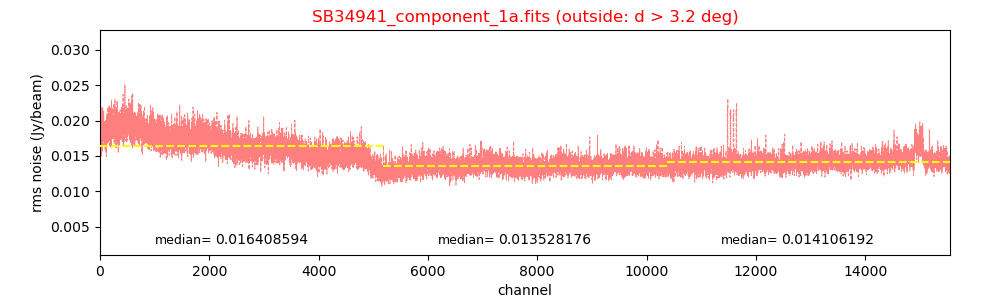 SB34941_component_1a.fits (outside: d > 3.2 deg)
rms noise (Jy/beam)
0.030
0.025
0.020
0.015
0.010
0.005
median= 0.016408594
median= 0.013528176
median= 0.014106192
0
2000
4000
6000
8000
10000
12000
14000
channel